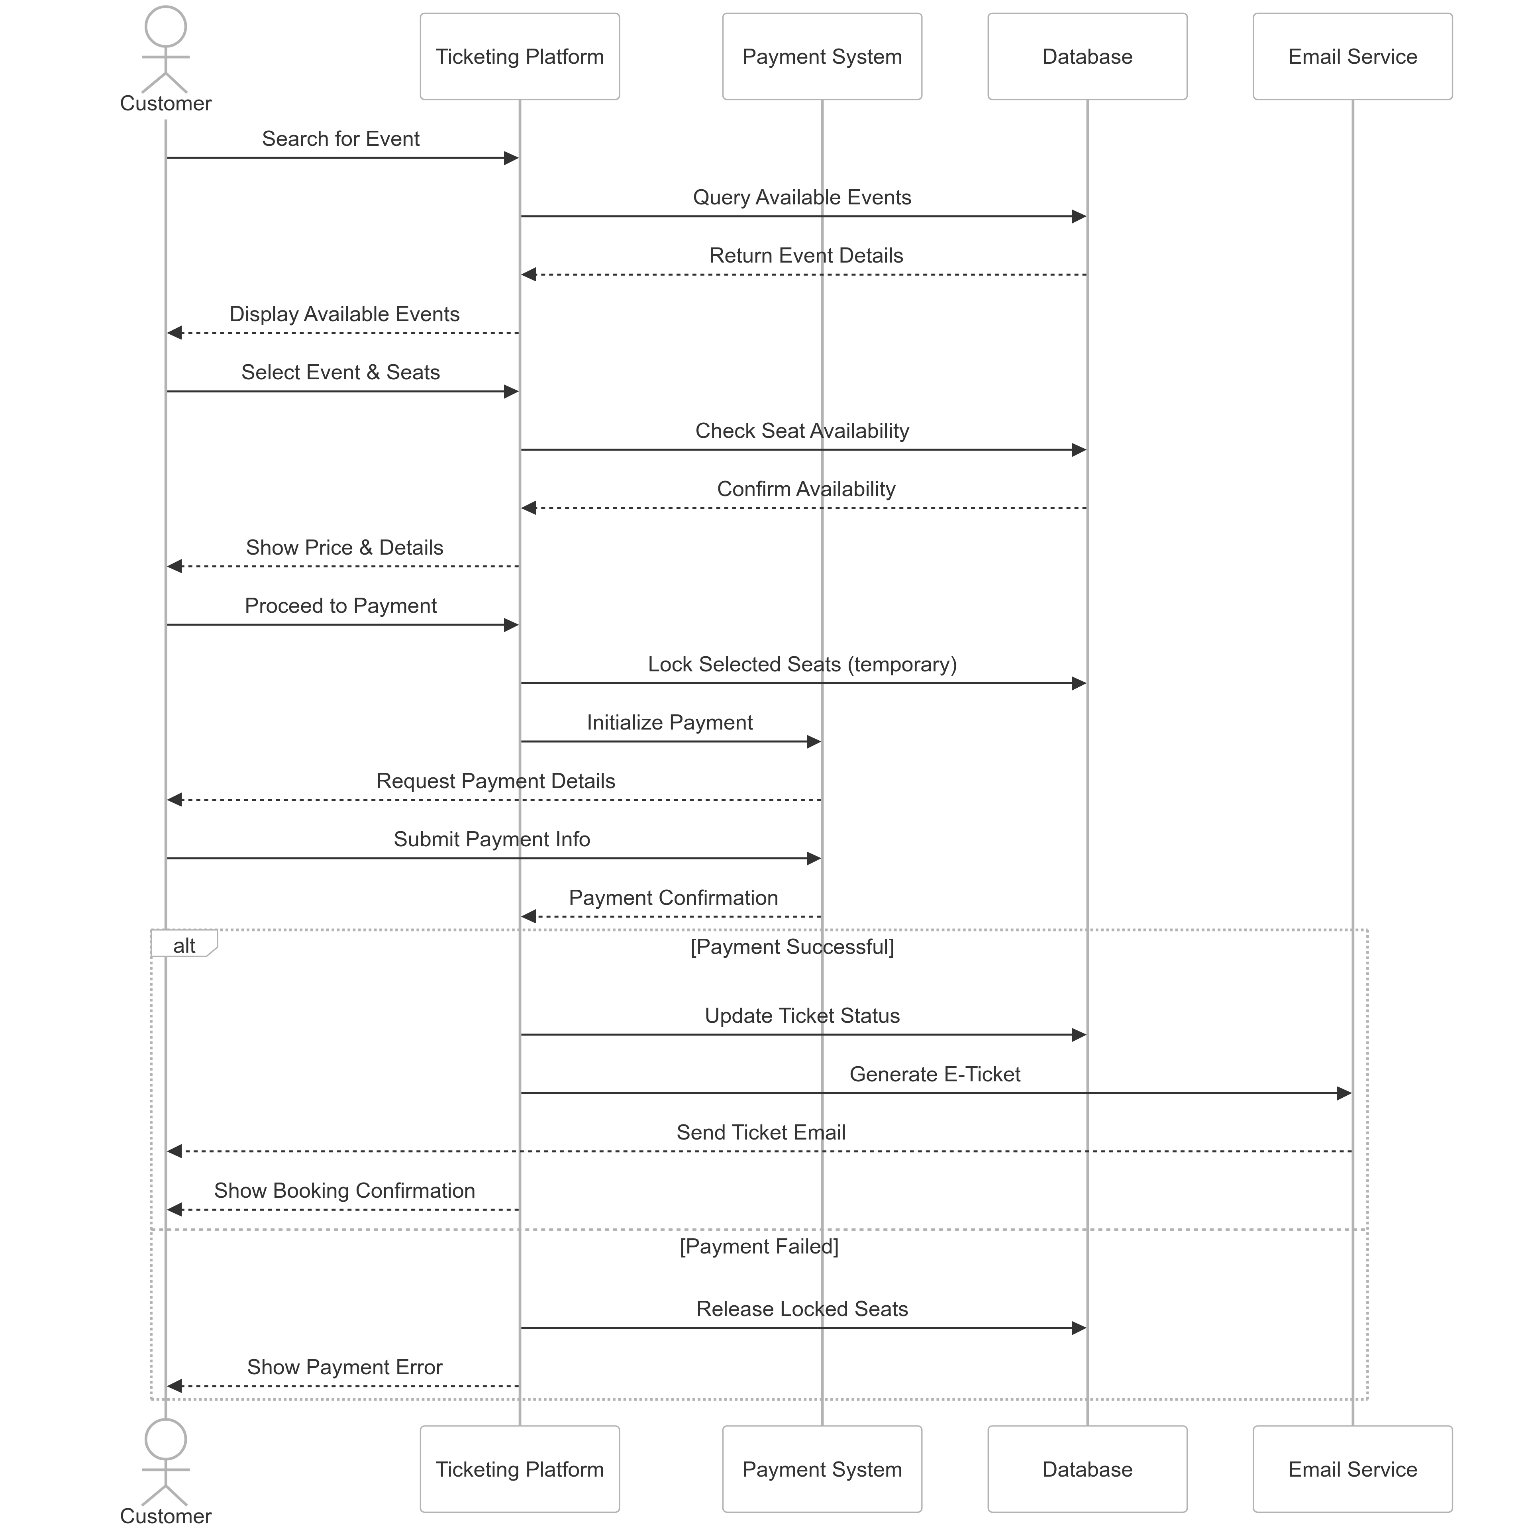 Customer
Ticketing Platform
Payment System
Database
Email Service
Search for Event
Query Available Events
Return Event Details
Display Available Events
Select Event & Seats
Check Seat Availability
Confirm Availability
Show Price & Details
Proceed to Payment
Lock Selected Seats (temporary)
Initialize Payment
Request Payment Details
Submit Payment Info
Payment Confirmation
alt
[Payment Successful]
Update Ticket Status
Generate E-Ticket
Send Ticket Email
Show Booking Confirmation
[Payment Failed]
Release Locked Seats
Show Payment Error
Customer
Ticketing Platform
Payment System
Database
Email Service